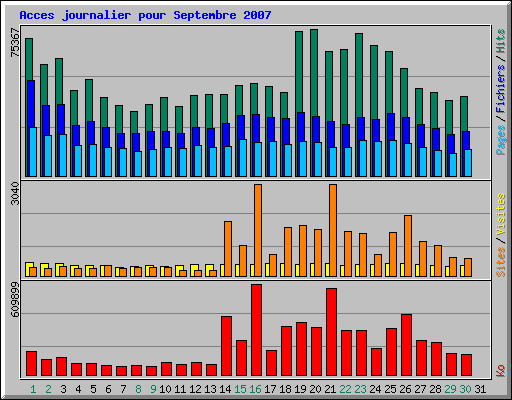 Acces journalier pour Septembre 2007
75367
Pages / Fichiers / Hits
3040
Sites / Visites
609899
Ko
1 2 3 4 5 6 7 8 9 10 11 12 13 14 15 16 17 18 19 20 21 22 23 24 25 26 27 28 29 30 31